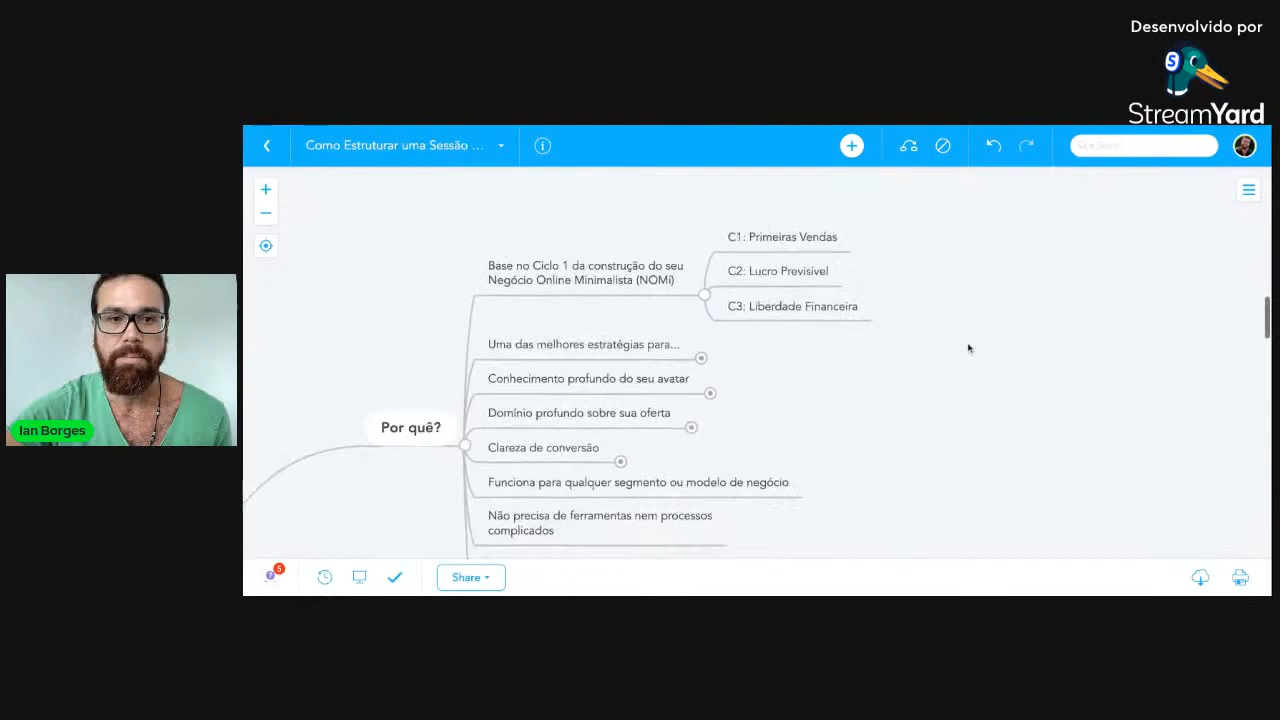 Desenvolvido por
StreamYard
Como Estruturar uma Sessão ...
Search
C1: Primeiras Vendas
Base no Ciclo 1 da construção do seu
Negócio Online Minimalista (NOMi)
C2: Lucro Previsível
C3: Liberdade Financeira
Uma das melhores estratégias para...
Conhecimento profundo do seu avatar
Domínio profundo sobre sua oferta
Por quê?
Clareza de conversão
Funciona para qualquer segmento ou modelo de negócio
Não precisa de ferramentas nem processos
complicados
Ian Borges
5
Share